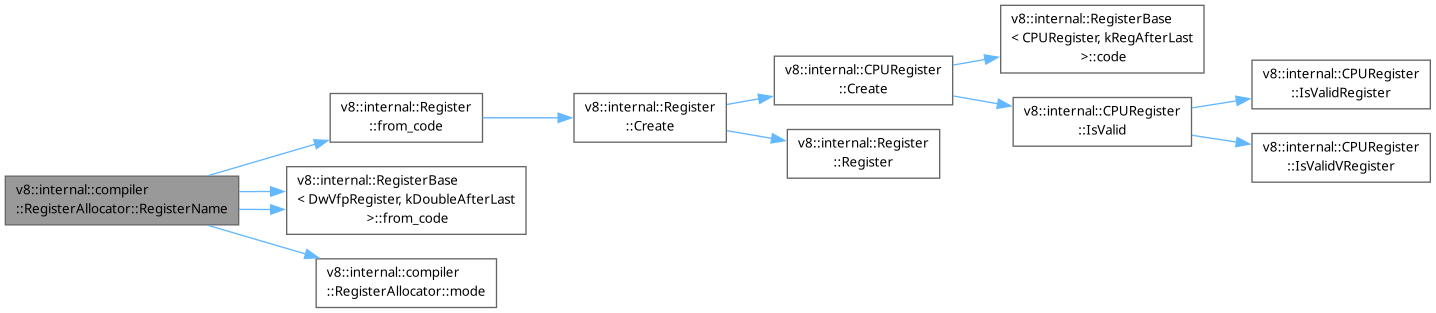 v8::internal::compiler
::RegisterAllocator::RegisterName
v8::internal::Register
::from_code
v8::internal::RegisterBase
< DwVfpRegister, kDoubleAfterLast
>::from_code
v8::internal::compiler
::RegisterAllocator::mode
v8::internal::Register
::Create
v8::internal::CPURegister
::Create
v8::internal::Register
::Register
v8::internal::RegisterBase
< CPURegister, kRegAfterLast
>::code
v8::internal::CPURegister
::IsValid
v8::internal::CPURegister
::IsValidRegister
v8::internal::CPURegister
::IsValidVRegister